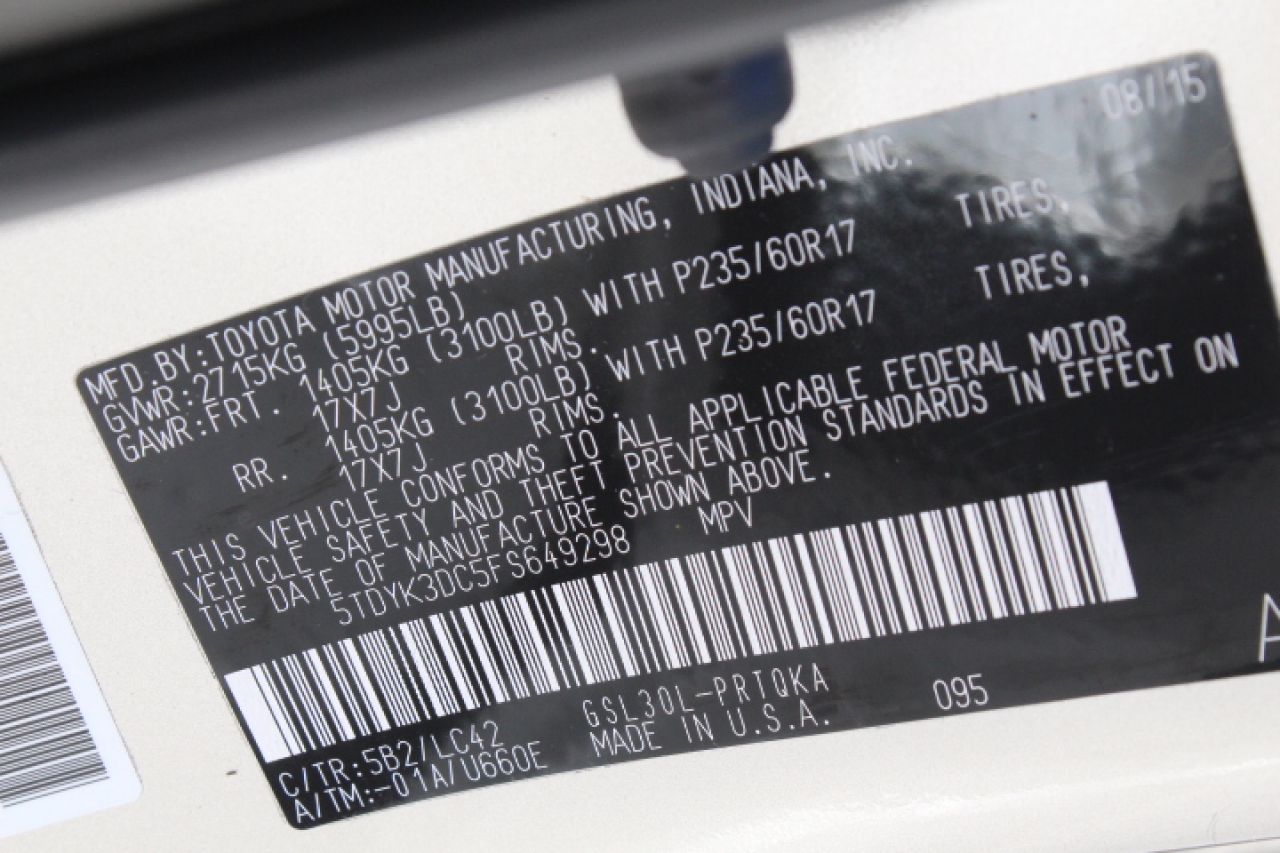 08/15
MFD.BY:TOYOTA MOTOR MANUFACTURING, INDIANA, INC.
GVWR:2715KG (5995LB)
GAWR:FRT. 1405KG (3100LB) WITH P235/60R17 TIRES,
17X7J RIMS.
RR. 1405KG (3100LB) WITH P235/60R17 TIRES,
17X7J RIMS.
THIS VEHICLE CONFORMS TO ALL APPLICABLE FEDERAL MOTOR
VEHICLE SAFETY AND THEFT PREVENTION STANDARDS IN EFFECT ON
THE DATE OF MANUFACTURE SHOWN ABOVE.
5TDYK3DC5FS649298 MPV
C/TR:5B2/LC42 GSL30L-PRTQKA 095
A/TM:-01A/U660E MADE IN U.S.A.
A